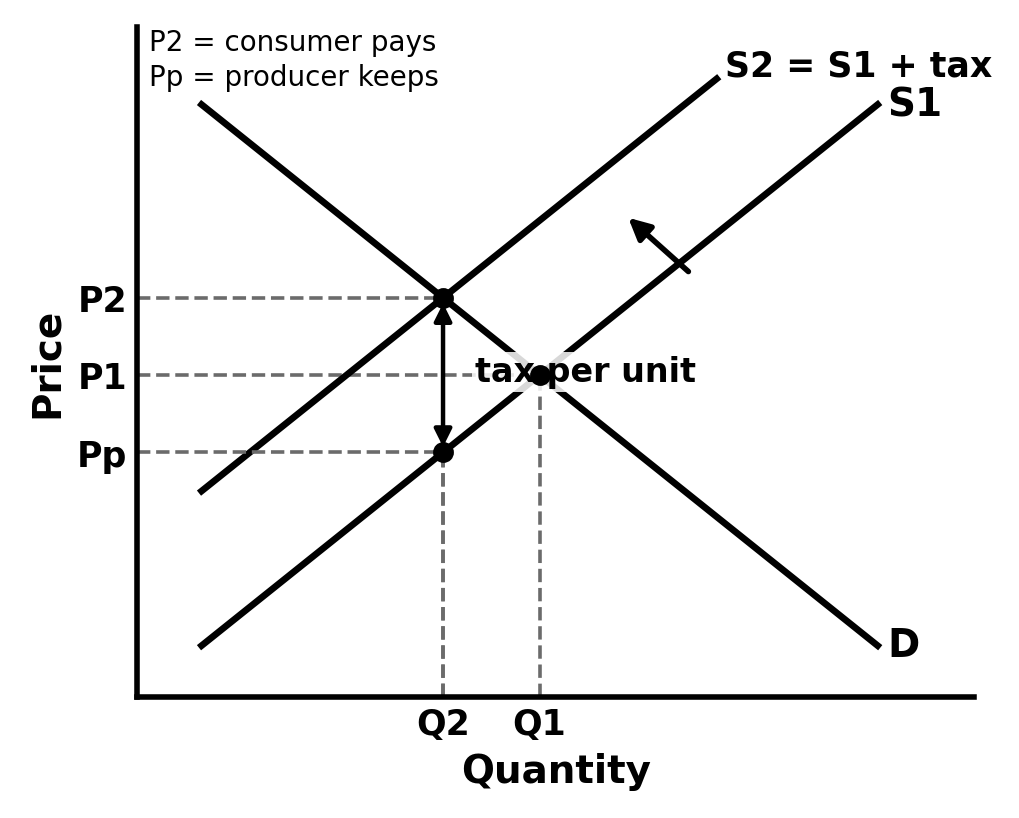 P2 = consumer pays
Pp = producer keeps
S2 = S1 + tax
S1
P2
P1
tax per unit
Pp
Price
D
Q2
Q1
Quantity